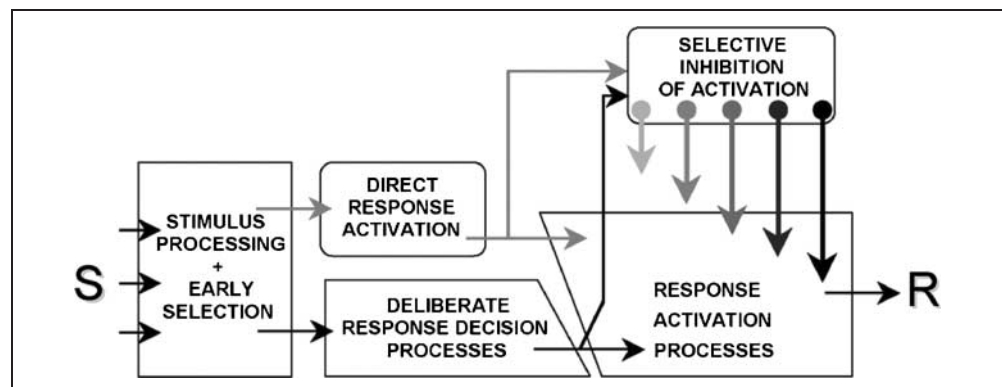 SELECTIVE
INHIBITION
OF ACTIVATION
DIRECT
RESPONSE
ACTIVATION
STIMULUS
PROCESSING
+
EARLY
SELECTION
S
DELIBERATE
RESPONSE DECISION
PROCESSES
RESPONSE
ACTIVATION
PROCESSES
R